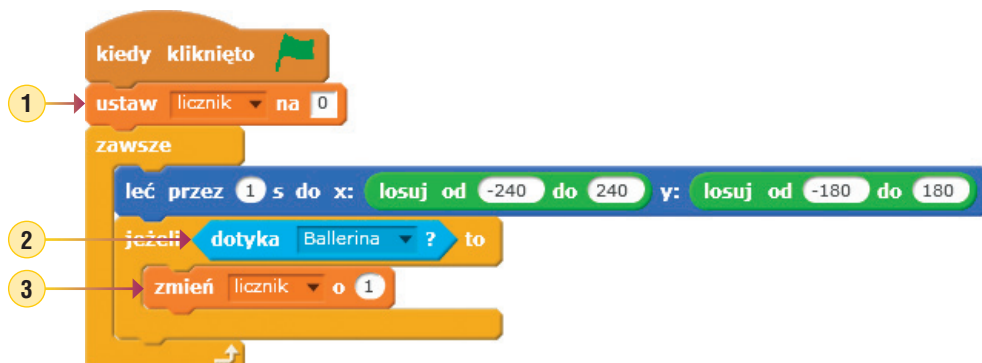 kiedy kliknięto
1 ustaw licznik na 0
zawsze
leć przez 1 s do x: losuj od -240 do 240 y: losuj od -180 do 180
2 jeżeli dotyka Ballerina ? to
3 zmień licznik o 1